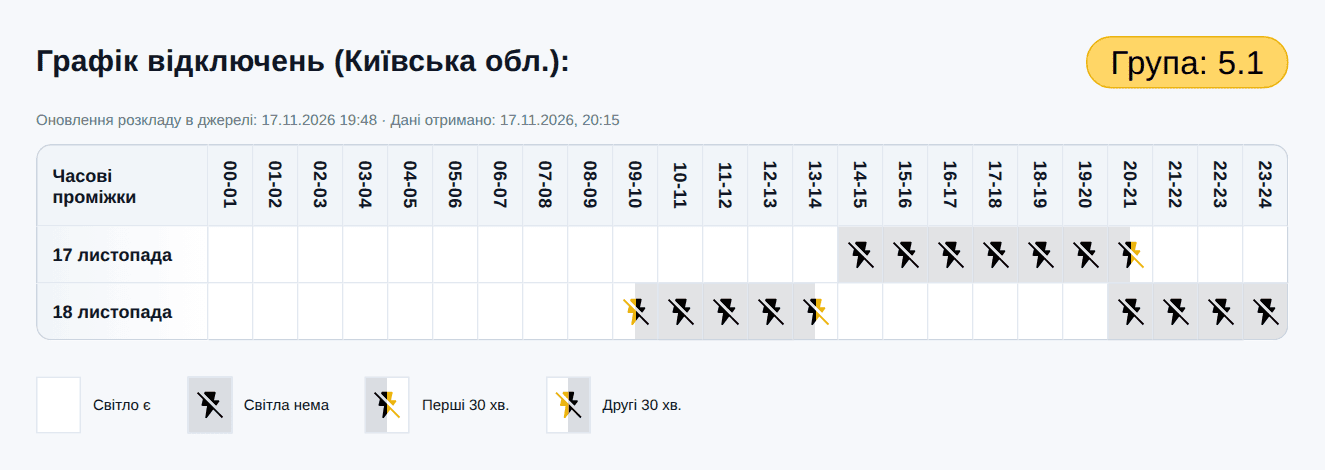 Графік відключень (Київська обл.):
Група: 5.1
Оновлення розкладу в джерелі: 17.11.2026 19:48 · Дані отримано: 17.11.2026, 20:15
Часові
проміжки
00-01
01-02
02-03
03-04
04-05
05-06
06-07
07-08
08-09
09-10
10-11
11-12
12-13
13-14
14-15
15-16
16-17
17-18
18-19
19-20
20-21
21-22
22-23
23-24
17 листопада
18 листопада
Світло є
Світла нема
Перші 30 хв.
Другі 30 хв.